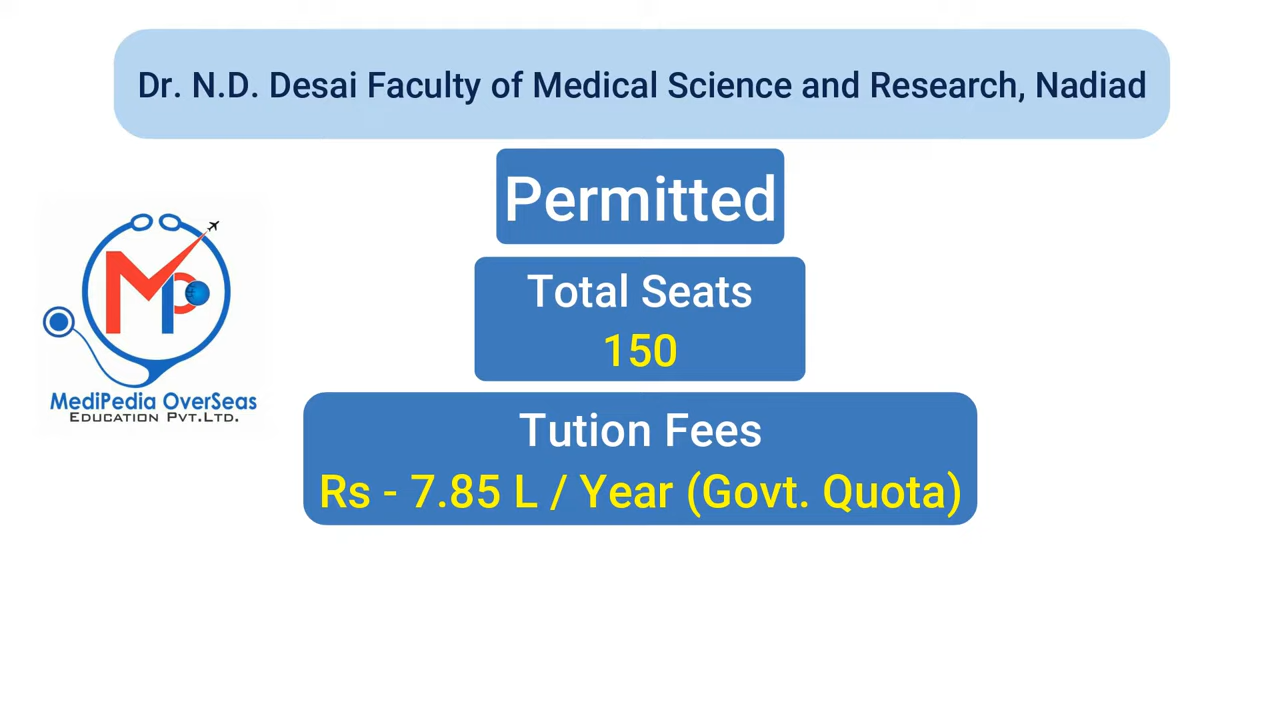 Dr. N.D. Desai Faculty of Medical Science and Research, Nadiad
Permitted
Total Seats
150
MP
MediPedia OverSeas
Education Pvt.Ltd.
Tution Fees
Rs - 7.85 L / Year (Govt. Quota)